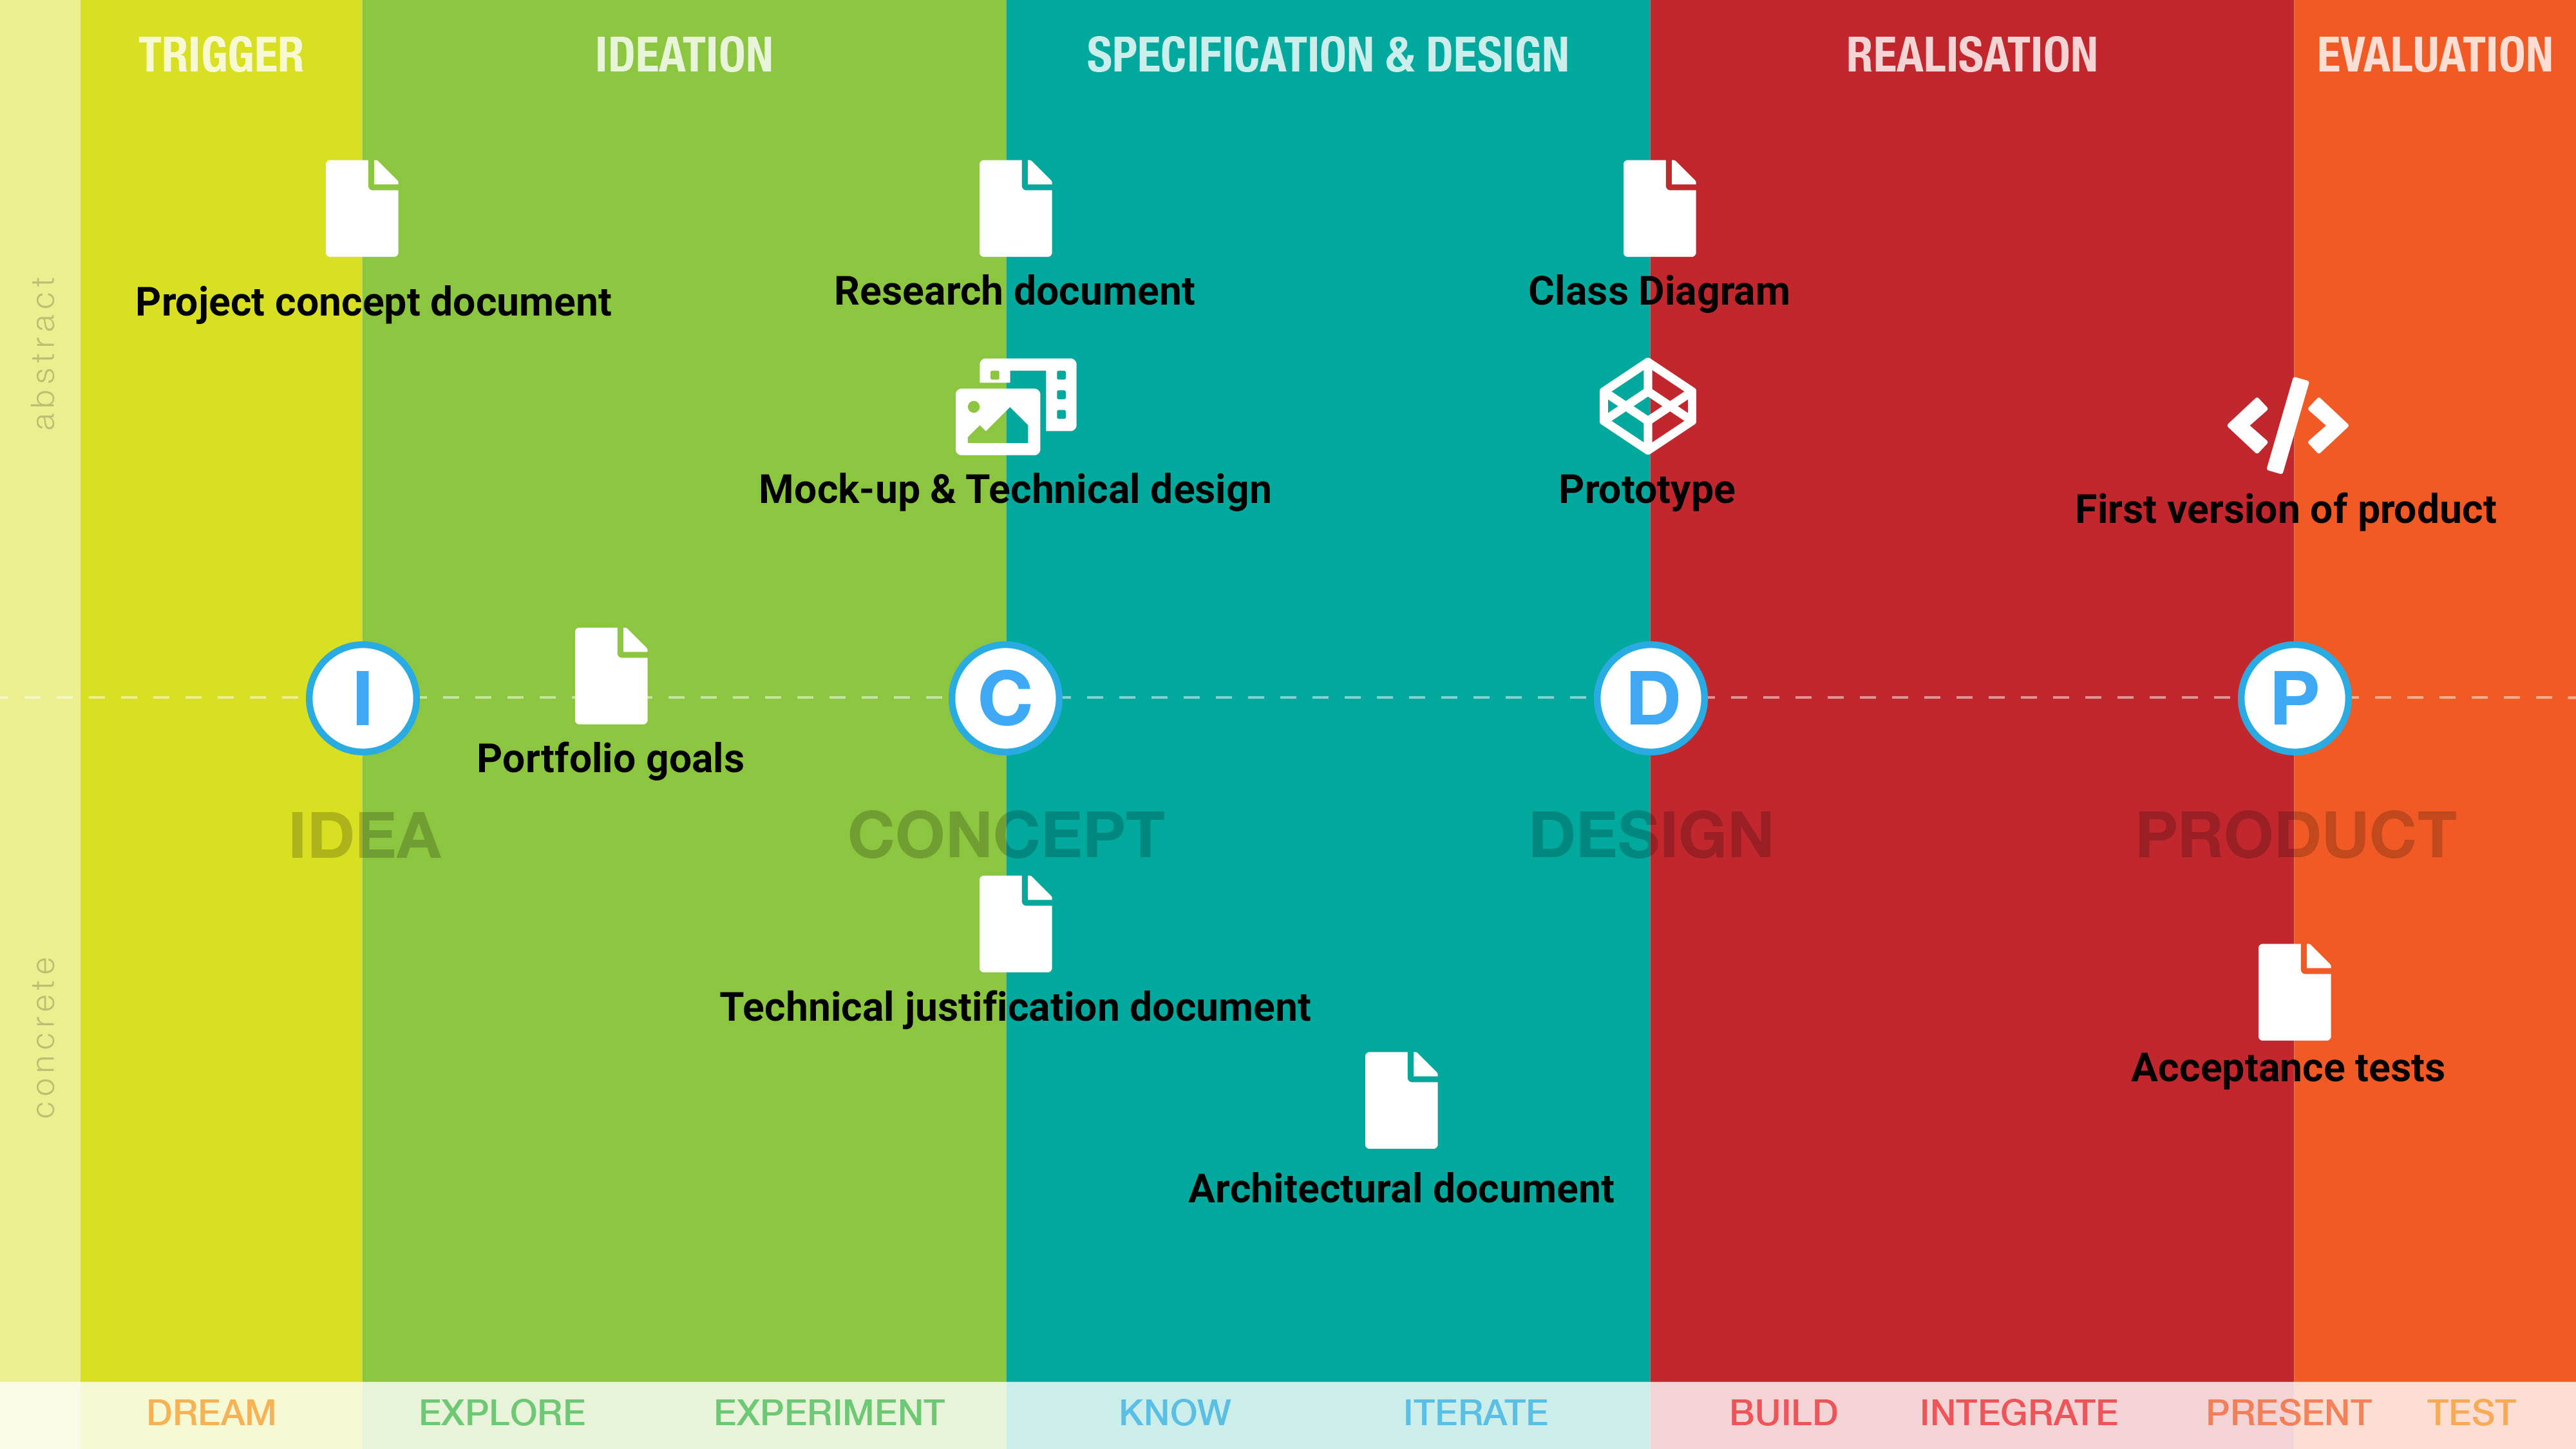 TRIGGER
IDEATION
SPECIFICATION & DESIGN
REALISATION
EVALUATION
abstract
Project concept document
Research document
Class Diagram
Mock-up & Technical design
Prototype
First version of product
I
C
D
P
Portfolio goals
IDEA
CONCEPT
DESIGN
PRODUCT
concrete
Technical justification document
Acceptance tests
Architectural document
DREAM
EXPLORE
EXPERIMENT
KNOW
ITERATE
BUILD
INTEGRATE
PRESENT
TEST